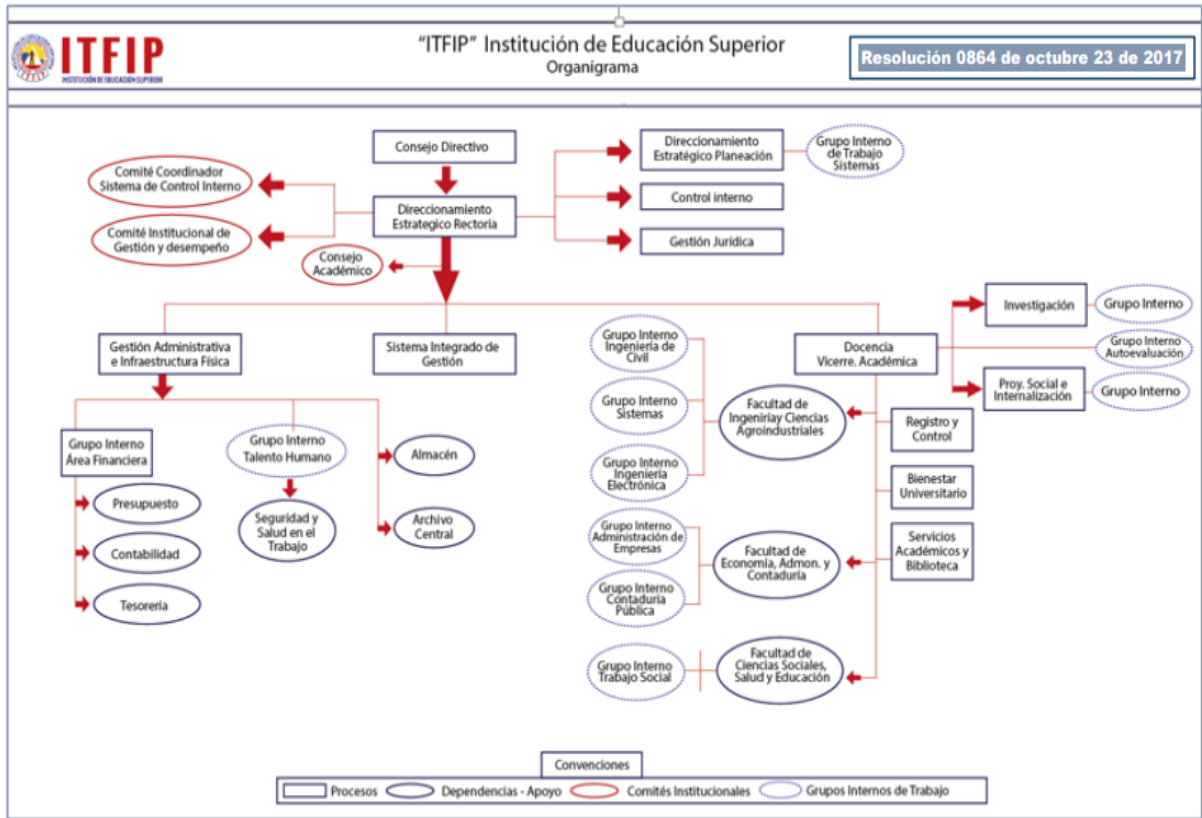 ITFIP
INSTITUCIÓN DE EDUCACIÓN SUPERIOR
"ITFIP" Institución de Educación Superior
Organigrama
Resolución 0864 de octubre 23 de 2017
Consejo Directivo
Direccionamiento
Estratégico Planeación
Grupo Interno
de Trabajo
Sistemas
Comité Coordinador
Sistema de Control Interno
Control interno
Direccionamiento
Estrategico Rectoria
Comité Institucional de
Gestión y desempeño
Gestión Jurídica
Consejo
Académico
Investigación
Grupo Interno
Gestión Administrativa
e Infraestructura Física
Sistema Integrado de
Gestión
Grupo Interno
Ingeniería de
Civil
Docencia
Vicerre. Académica
Grupo Interno
Autoevaluación
Proy. Social e
Internalización
Grupo Interno
Grupo Interno
Sistemas
Facultad de
Ingeniríay Ciencias
Agroindustriales
Registro y
Control
Grupo Interno
Área Financiera
Grupo Interno
Talento Humano
Almacén
Grupo Interno
Ingeniería
Electrónica
Bienestar
Universitario
Presupuesto
Seguridad y
Salud en el
Trabajo
Archivo
Central
Grupo Interno
Administración de
Empresas
Facultad de
Economía, Admon. y
Contaduría
Servicios
Académicos y
Biblioteca
Contabilidad
Grupo Interno
Contaduría
Pública
Tesorería
Grupo Interno
Trabajo Social
Facultad de
Ciencias Sociales,
Salud y Educación
Convenciones
Procesos
Dependencias - Apoyo
Comités Institucionales
Grupos Internos de Trabajo